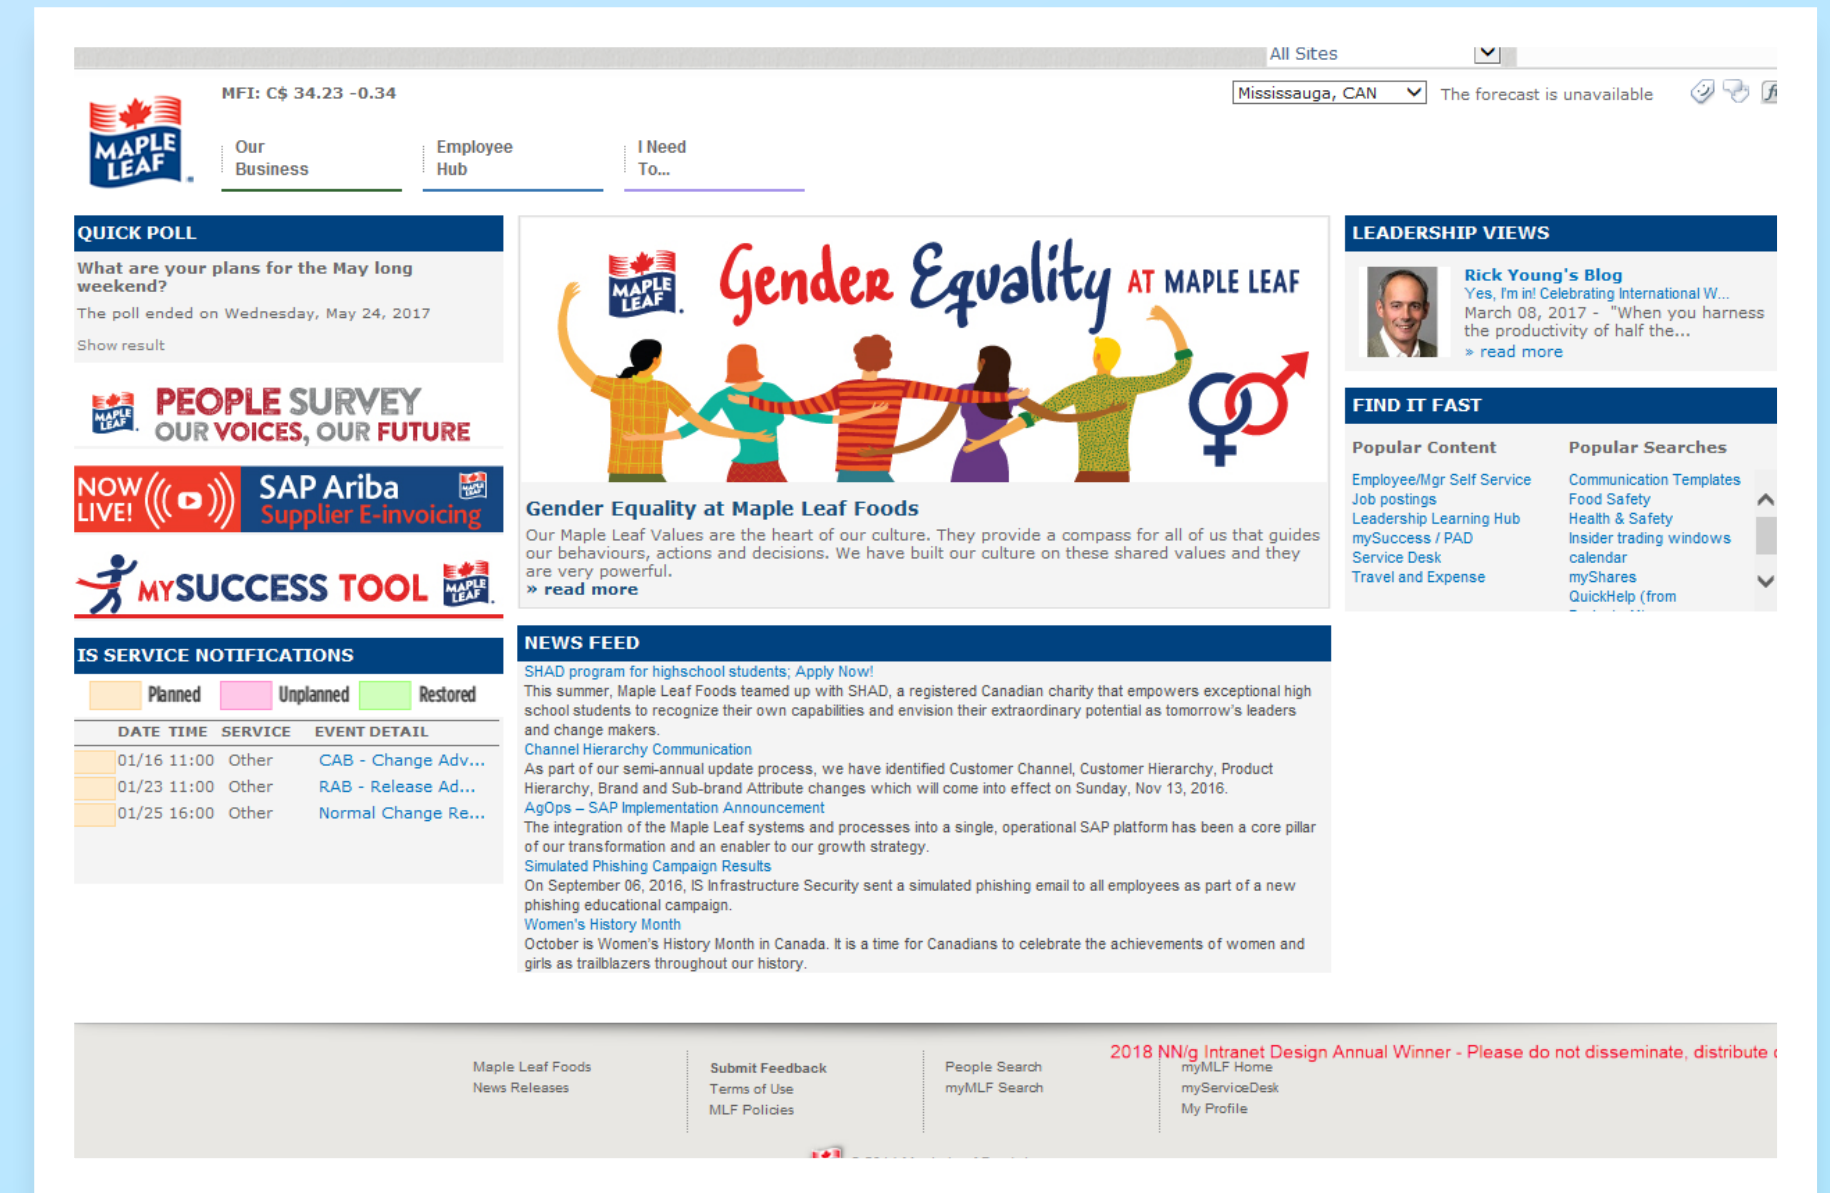 All Sites
MFI: C$ 34.23 -0.34
Mississauga, CAN
The forecast is unavailable
MAPLE
LEAF
Our
Business
Employee
Hub
I Need
To...
QUICK POLL
What are your plans for the May long
weekend?
The poll ended on Wednesday, May 24, 2017
Show result
MAPLE
LEAF
PEOPLE SURVEY
OUR VOICES, OUR FUTURE
NOW
LIVE!
SAP Ariba
Supplier E-invoicing
MYSUCCESS TOOL
MAPLE
LEAF
IS SERVICE NOTIFICATIONS
Planned
Unplanned
Restored
DATE TIME SERVICE EVENT DETAIL
01/16 11:00 Other CAB - Change Adv...
01/23 11:00 Other RAB - Release Ad...
01/25 16:00 Other Normal Change Re...
MAPLE
LEAF
Gender Equality AT MAPLE LEAF
Gender Equality at Maple Leaf Foods
Our Maple Leaf Values are the heart of our culture. They provide a compass for all of us that guides
our behaviours, actions and decisions. We have built our culture on these shared values and they
are very powerful.
» read more
NEWS FEED
SHAD program for highschool students; Apply Now!
This summer, Maple Leaf Foods teamed up with SHAD, a registered Canadian charity that empowers exceptional high
school students to recognize their own capabilities and envision their extraordinary potential as tomorrow's leaders
and change makers.
Channel Hierarchy Communication
As part of our semi-annual update process, we have identified Customer Channel, Customer Hierarchy, Product
Hierarchy, Brand and Sub-brand Attribute changes which will come into effect on Sunday, Nov 13, 2016.
AgOps – SAP Implementation Announcement
The integration of the Maple Leaf systems and processes into a single, operational SAP platform has been a core pillar
of our transformation and an enabler to our growth strategy.
Simulated Phishing Campaign Results
On September 06, 2016, IS Infrastructure Security sent a simulated phishing email to all employees as part of a new
phishing educational campaign.
Women's History Month
October is Women's History Month in Canada. It is a time for Canadians to celebrate the achievements of women and
girls as trailblazers throughout our history.
LEADERSHIP VIEWS
Rick Young's Blog
Yes, I'm in! Celebrating International W...
March 08, 2017 - "When you harness
the productivity of half the...
» read more
FIND IT FAST
Popular Content
Employee/Mgr Self Service
Job postings
Leadership Learning Hub
mySuccess / PAD
Service Desk
Travel and Expense
Popular Searches
Communication Templates
Food Safety
Health & Safety
Insider trading windows
calendar
myShares
QuickHelp (from
2018 NN/g Intranet Design Annual Winner - Please do not disseminate, distribute
Maple Leaf Foods
News Releases
Submit Feedback
Terms of Use
MLF Policies
People Search
myMLF Search
myMLF Home
myServiceDesk
My Profile